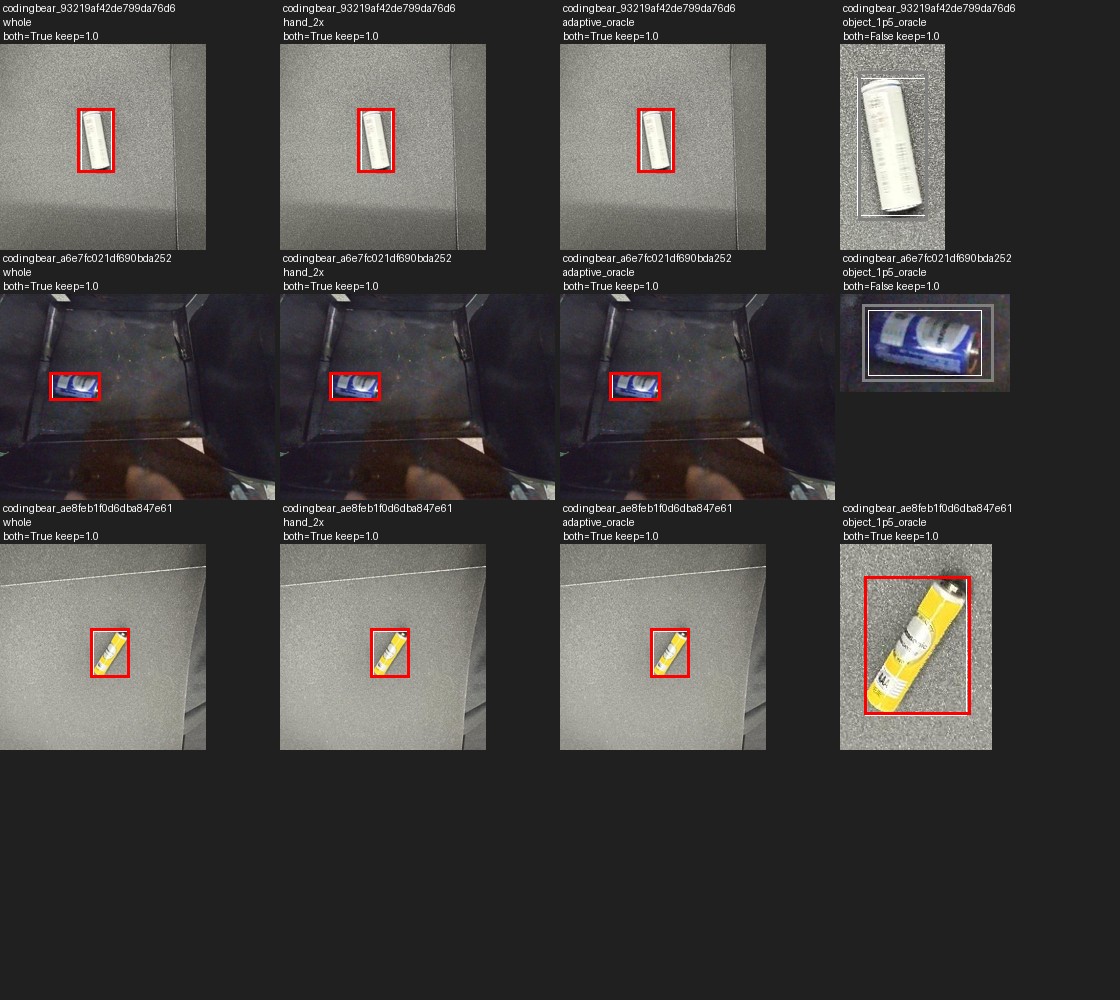 codingbear_93219af42de799da76d6
whole
both=True keep=1.0
codingbear_93219af42de799da76d6
hand_2x
both=True keep=1.0
codingbear_93219af42de799da76d6
adaptive_oracle
both=True keep=1.0
codingbear_93219af42de799da76d6
object_1p5_oracle
both=False keep=1.0
codingbear_a6e7fc021df690bda252
whole
both=True keep=1.0
codingbear_a6e7fc021df690bda252
hand_2x
both=True keep=1.0
codingbear_a6e7fc021df690bda252
adaptive_oracle
both=True keep=1.0
codingbear_a6e7fc021df690bda252
object_1p5_oracle
both=False keep=1.0
codingbear_ae8feb1f0d6dba847e61
whole
both=True keep=1.0
codingbear_ae8feb1f0d6dba847e61
hand_2x
both=True keep=1.0
codingbear_ae8feb1f0d6dba847e61
adaptive_oracle
both=True keep=1.0
codingbear_ae8feb1f0d6dba847e61
object_1p5_oracle
both=True keep=1.0